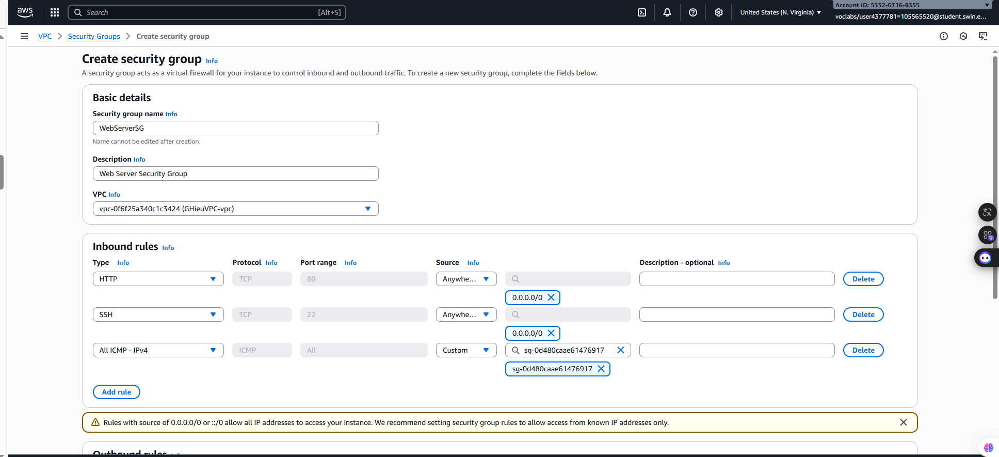 aws Search [Alt+S] United States (N. Virginia) Account ID: 5332-6716-8355
voclabs/user4377781=105565520@student.swin.e...
VPC Security Groups Create security group
Create security group Info
A security group acts as a virtual firewall for your instance to control inbound and outbound traffic. To create a new security group, complete the fields below.
Basic details
Security group name Info
WebServerSG
Name cannot be edited after creation.
Description Info
Web Server Security Group
VPC Info
vpc-0f6f25a340c1c3424 (GHieuVPC-vpc)
Inbound rules Info
Type Info Protocol Info Port range Info Source Info Description - optional Info
HTTP TCP 80 Anywhe... Delete
0.0.0.0/0
SSH TCP 22 Anywhe... Delete
0.0.0.0/0
All ICMP - IPv4 ICMP All Custom sg-0d480caae61476917 Delete
sg-0d480caae61476917
Add rule
Rules with source of 0.0.0.0/0 or ::/0 allow all IP addresses to access your instance. We recommend setting security group rules to allow access from known IP addresses only.
Outbound rules Info